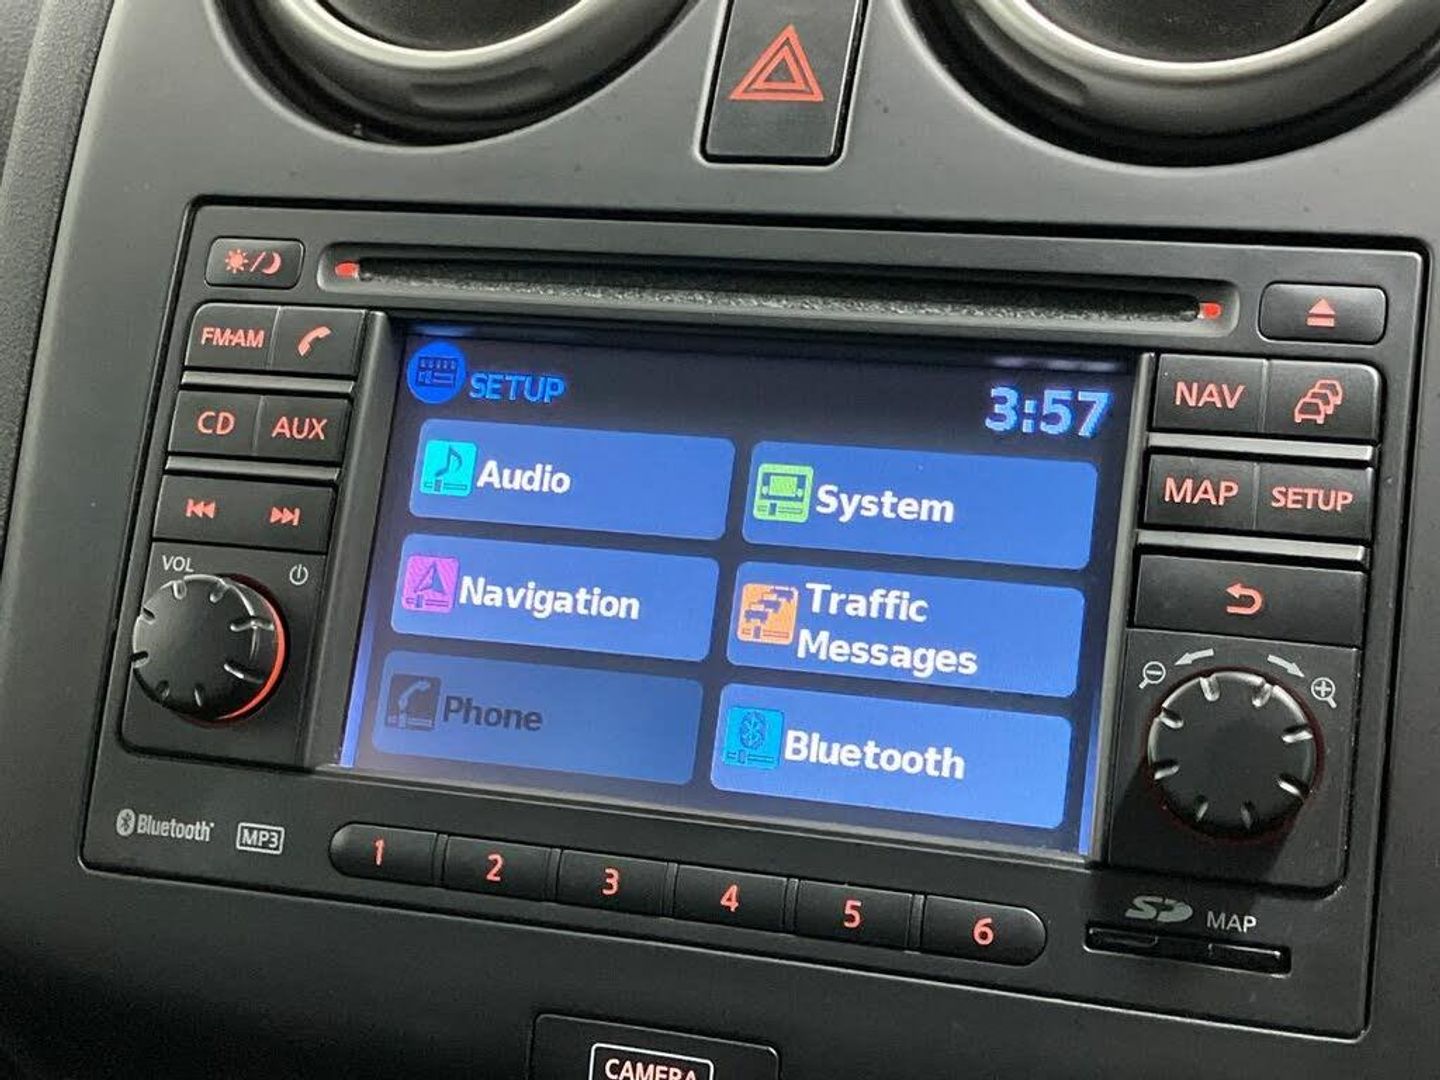 FM·AM
CD AUX
VOL
SETUP
3:57
Audio
System
Navigation
Traffic
Messages
Phone
Bluetooth
NAV
MAP SETUP
Bluetooth
MP3
1 2 3 4 5 6
SD MAP
CAMERA